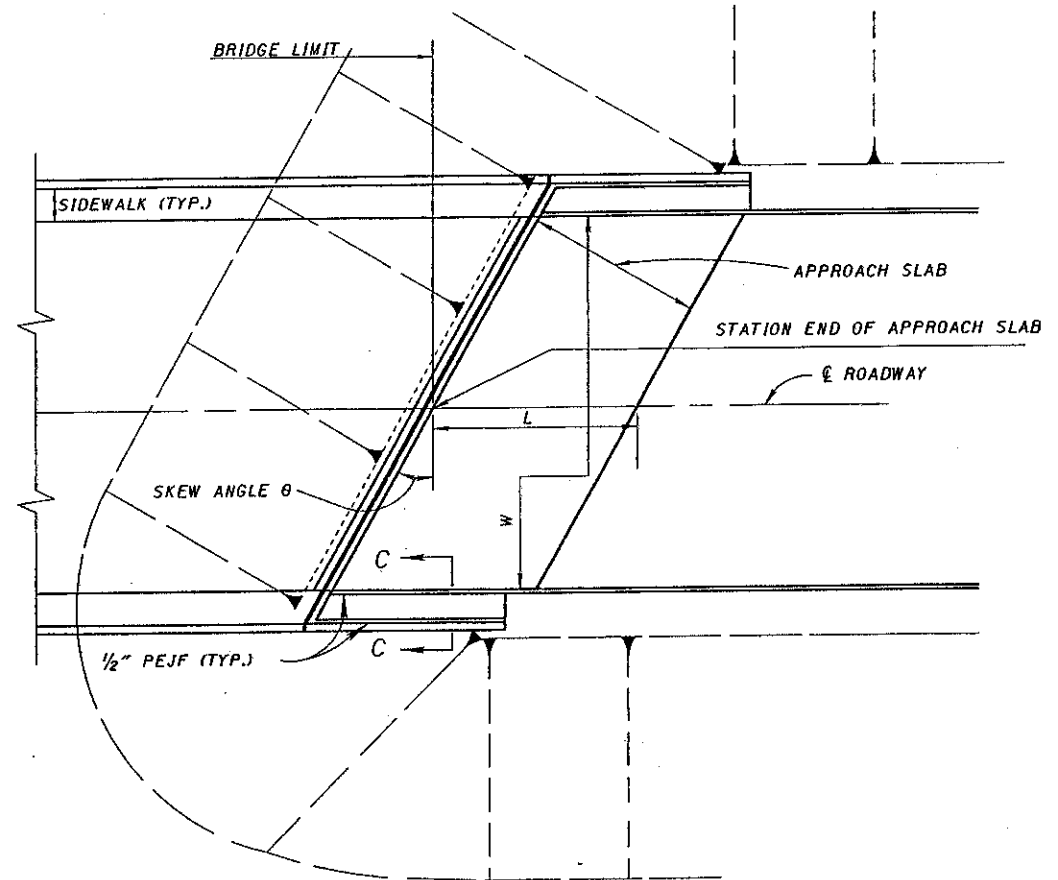 BRIDGE LIMIT
SIDEWALK (TYP.)
APPROACH SLAB
STATION END OF APPROACH SLAB
℄ ROADWAY
L
SKEW ANGLE θ
W
C
C
½" PEJF (TYP.)